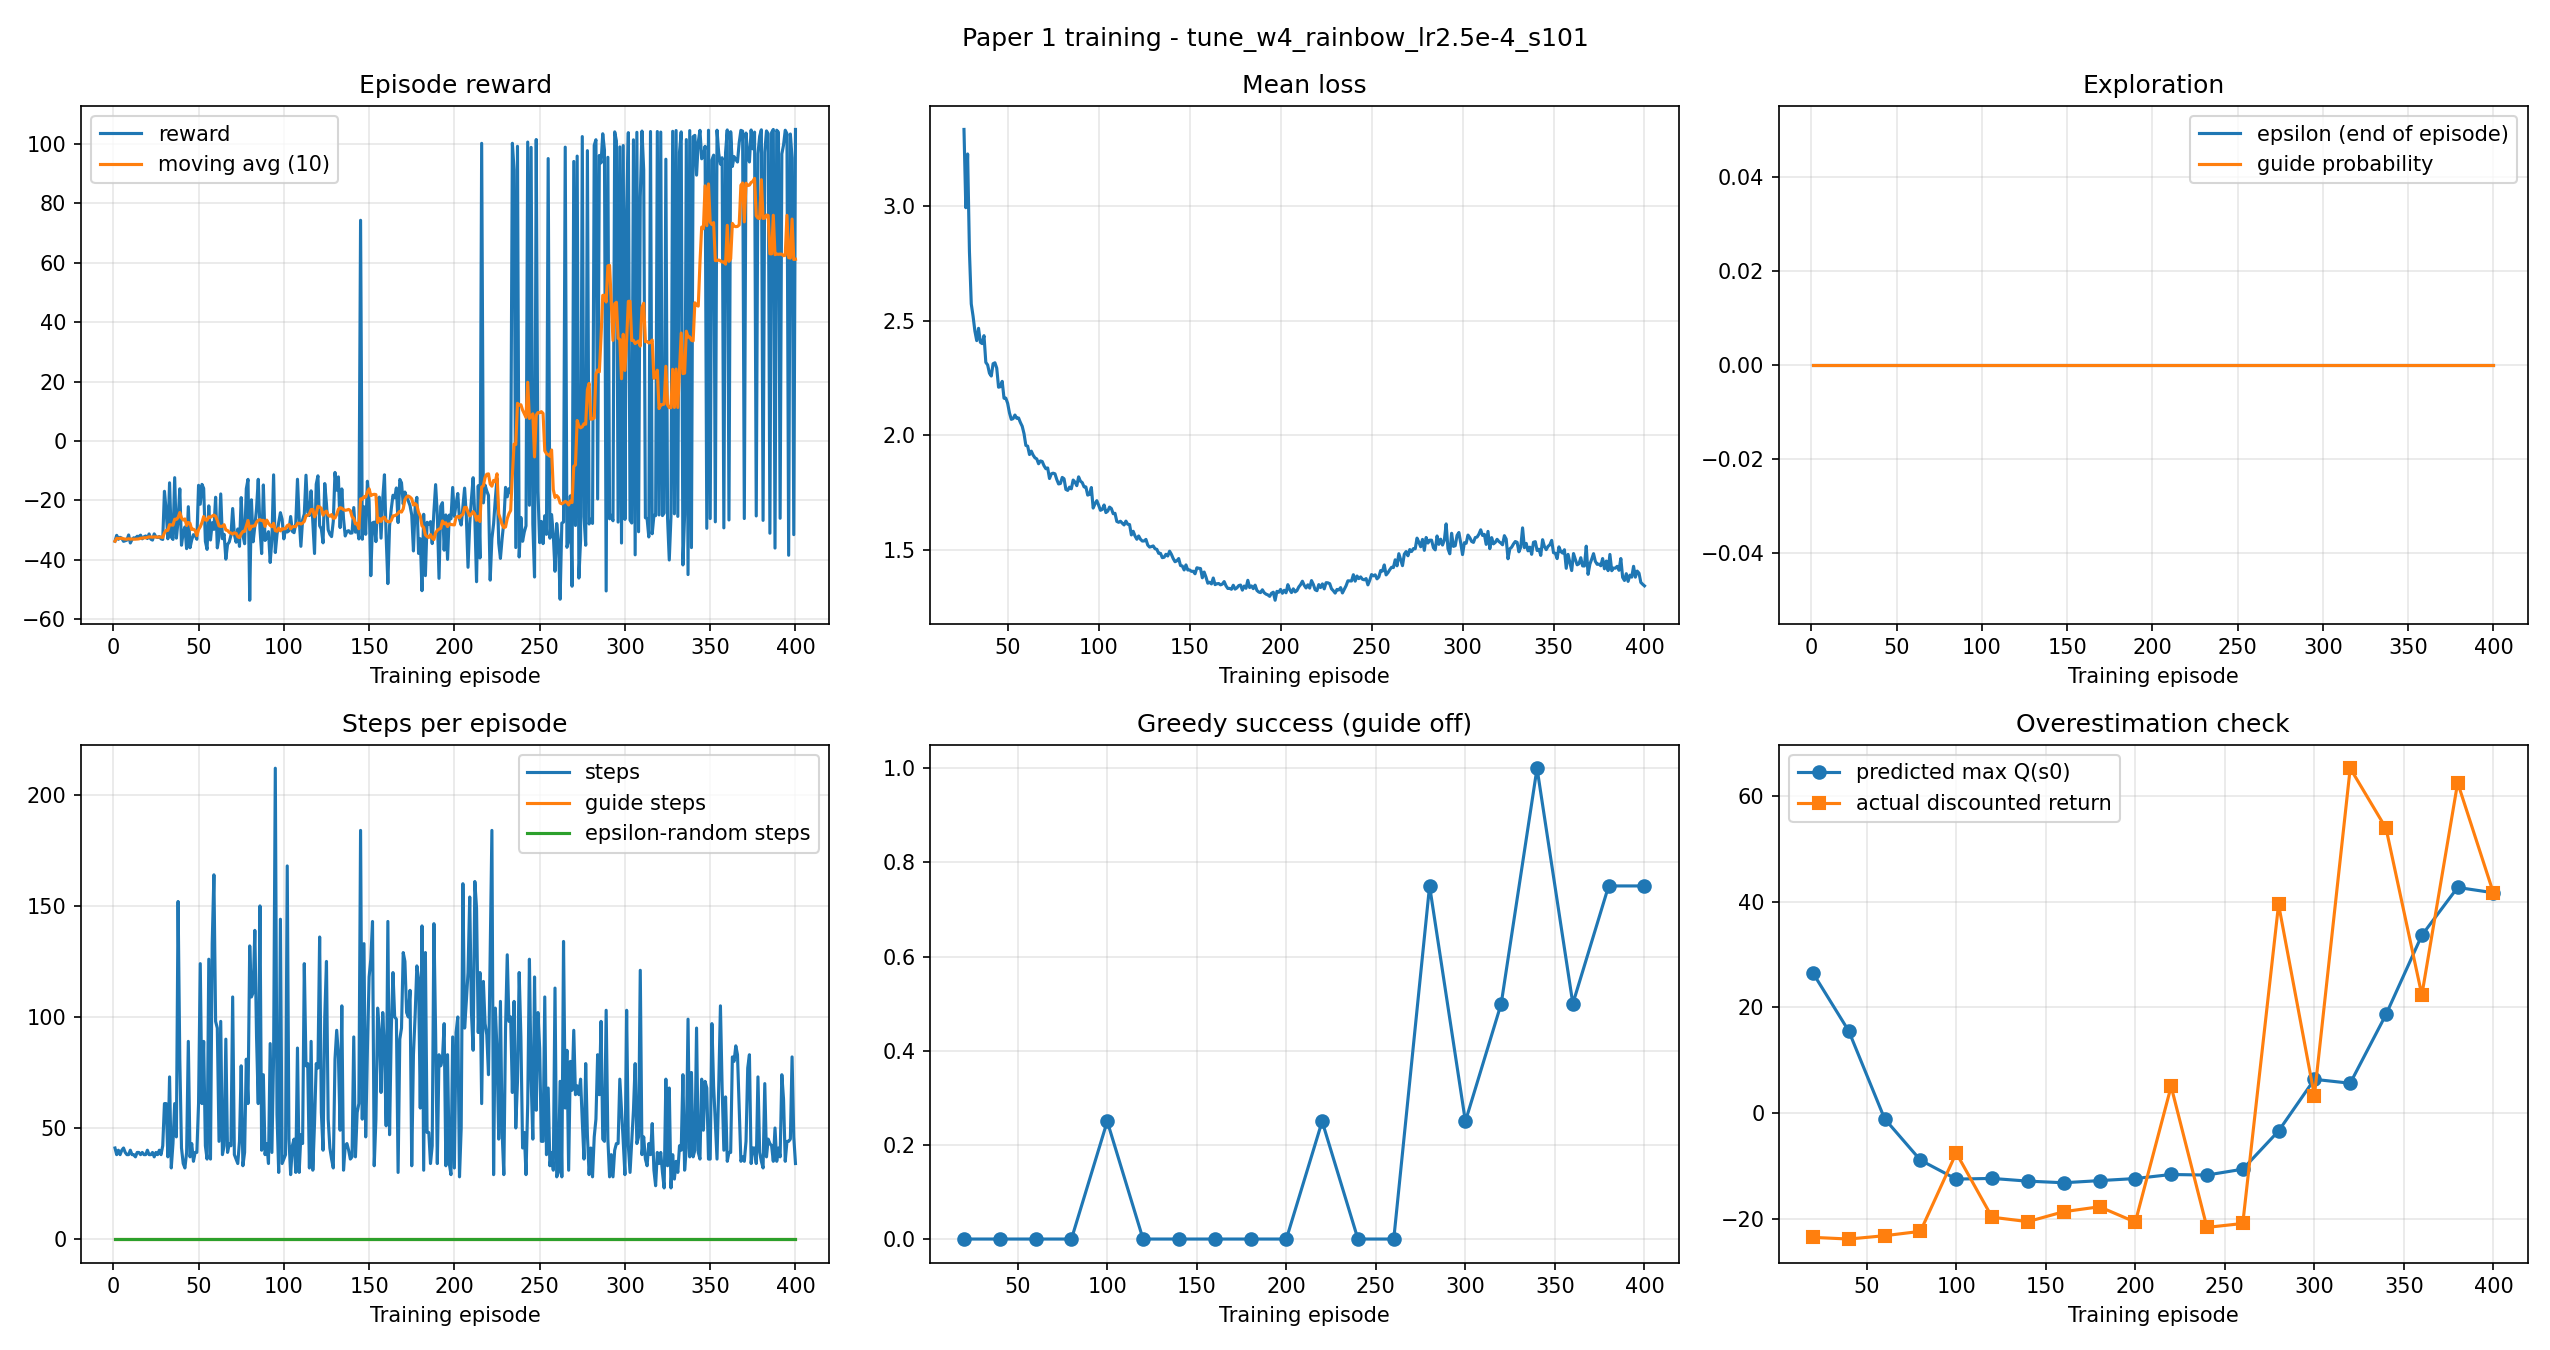 Paper 1 training - tune_w4_rainbow_lr2.5e-4_s101
Episode reward
reward
moving avg (10)
100
80
60
40
20
0
−20
−40
−60
0 50 100 150 200 250 300 350 400
Training episode
Mean loss
3.0
2.5
2.0
1.5
50 100 150 200 250 300 350 400
Training episode
Exploration
epsilon (end of episode)
guide probability
0.04
0.02
0.00
−0.02
−0.04
0 50 100 150 200 250 300 350 400
Training episode
Steps per episode
steps
guide steps
epsilon-random steps
200
150
100
50
0
0 50 100 150 200 250 300 350 400
Training episode
Greedy success (guide off)
1.0
0.8
0.6
0.4
0.2
0.0
50 100 150 200 250 300 350 400
Training episode
Overestimation check
predicted max Q(s0)
actual discounted return
60
40
20
0
−20
50 100 150 200 250 300 350 400
Training episode